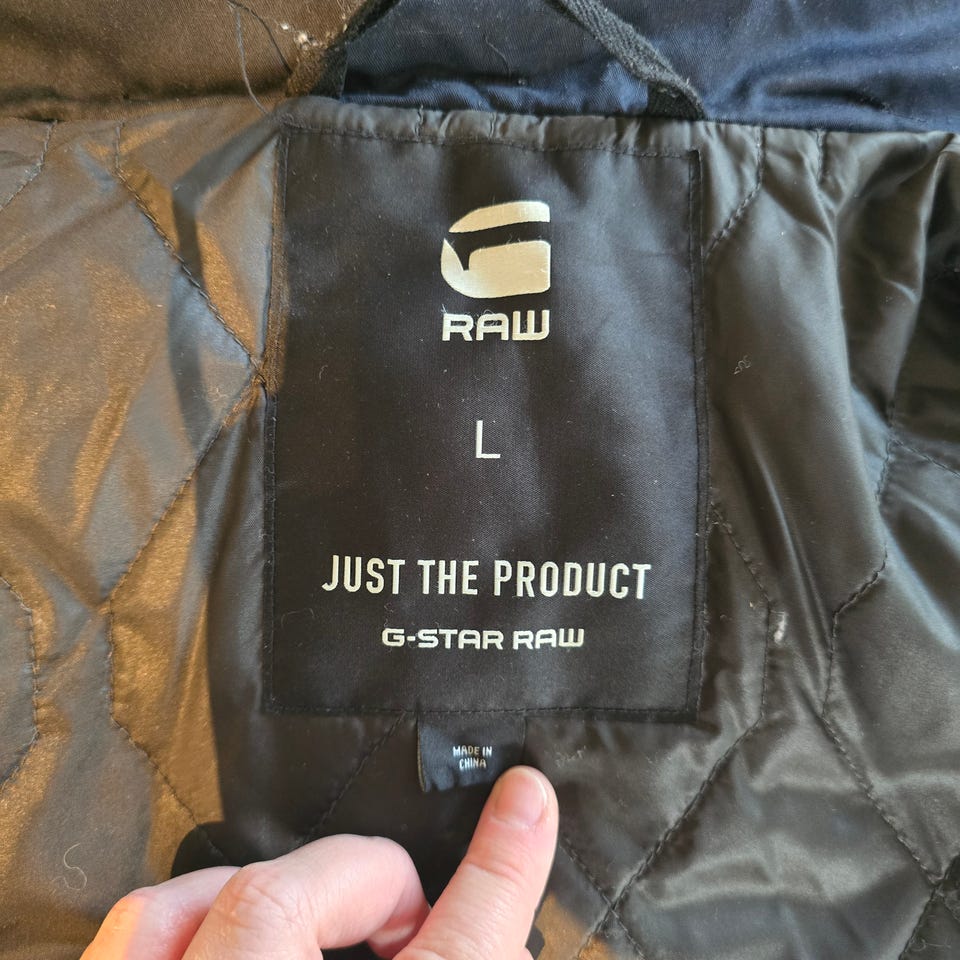 RAW
L
JUST THE PRODUCT
G-STAR RAW
MADE IN
CHINA